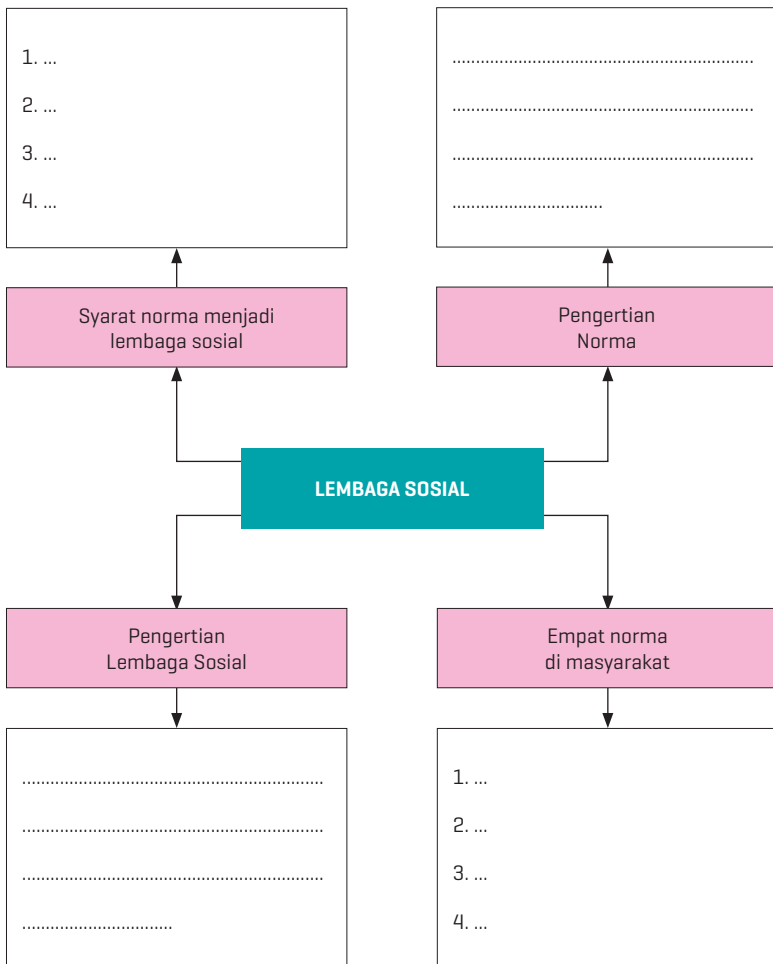 1. ...
2. ...
3. ...
4. ...
................................................................
................................................................
................................................................
................................
Syarat norma menjadi
lembaga sosial
Pengertian
Norma
LEMBAGA SOSIAL
Pengertian
Lembaga Sosial
Empat norma
di masyarakat
................................................................
................................................................
................................................................
................................
1. ...
2. ...
3. ...
4. ...